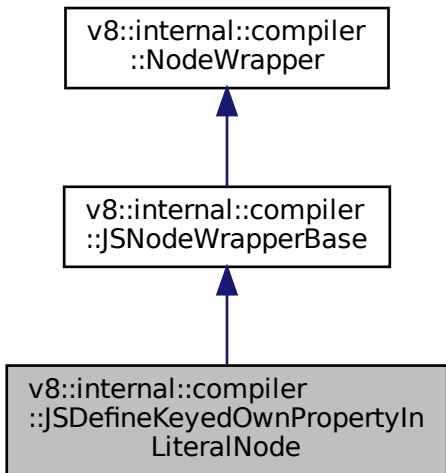 v8::internal::compiler
::NodeWrapper
v8::internal::compiler
::JSNodeWrapperBase
v8::internal::compiler
::JSDefineKeyedOwnPropertyIn
LiteralNode